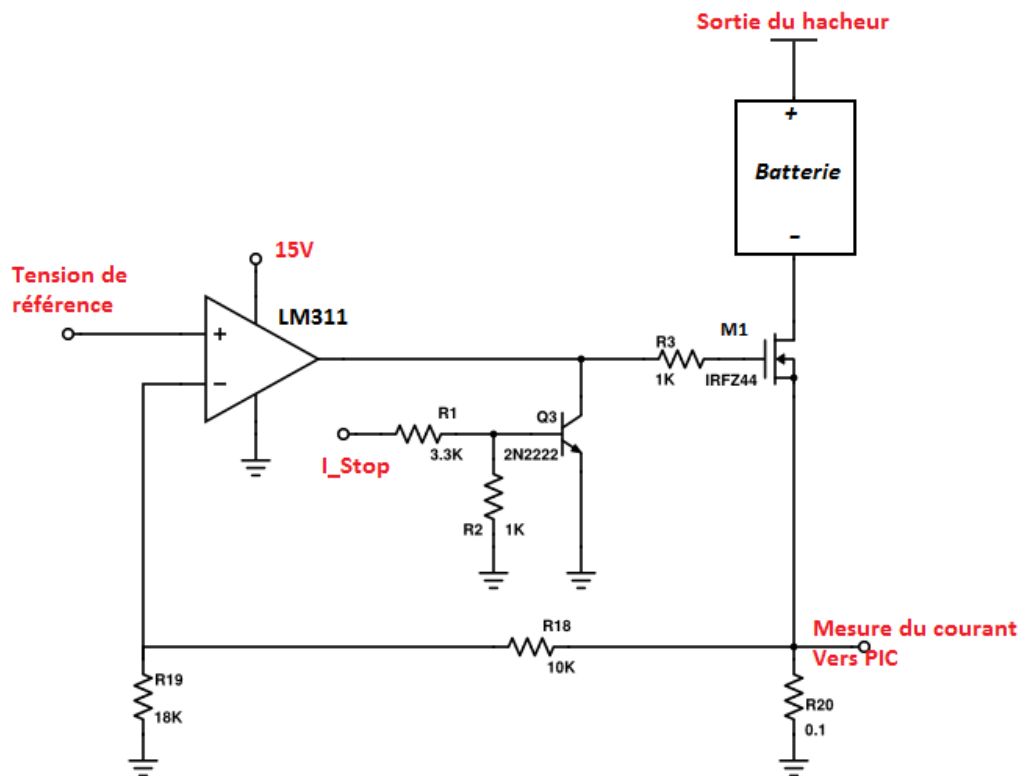 Sortie du hacheur
+
Batterie
-
15V
Tension de
référence
LM311
+
−
M1
R3
1K
IRFZ44
R1
3.3K
Q3
2N2222
I_Stop
R2
1K
R18
10K
Mesure du courant
Vers PIC
R19
18K
R20
0.1